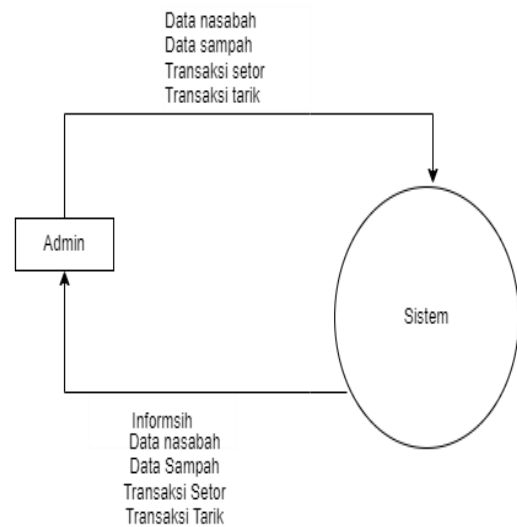 Data nasabah
Data sampah
Transaksi setor
Transaksi tarik
Admin
Sistem
Informsih
Data nasabah
Data Sampah
Transaksi Setor
Transaksi Tarik